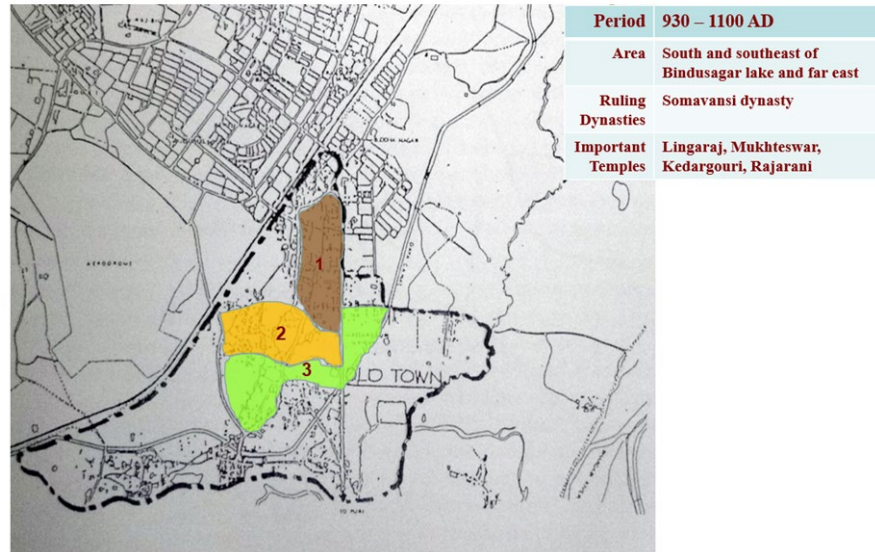 Period 930 – 1100 AD
Area South and southeast of
Bindusagar lake and far east
Ruling Somavansi dynasty
Dynasties
Important Lingaraj, Mukhteswar,
Temples Kedargouri, Rajarani
AERODROME
1
2
3
OLD TOWN
TO PURI